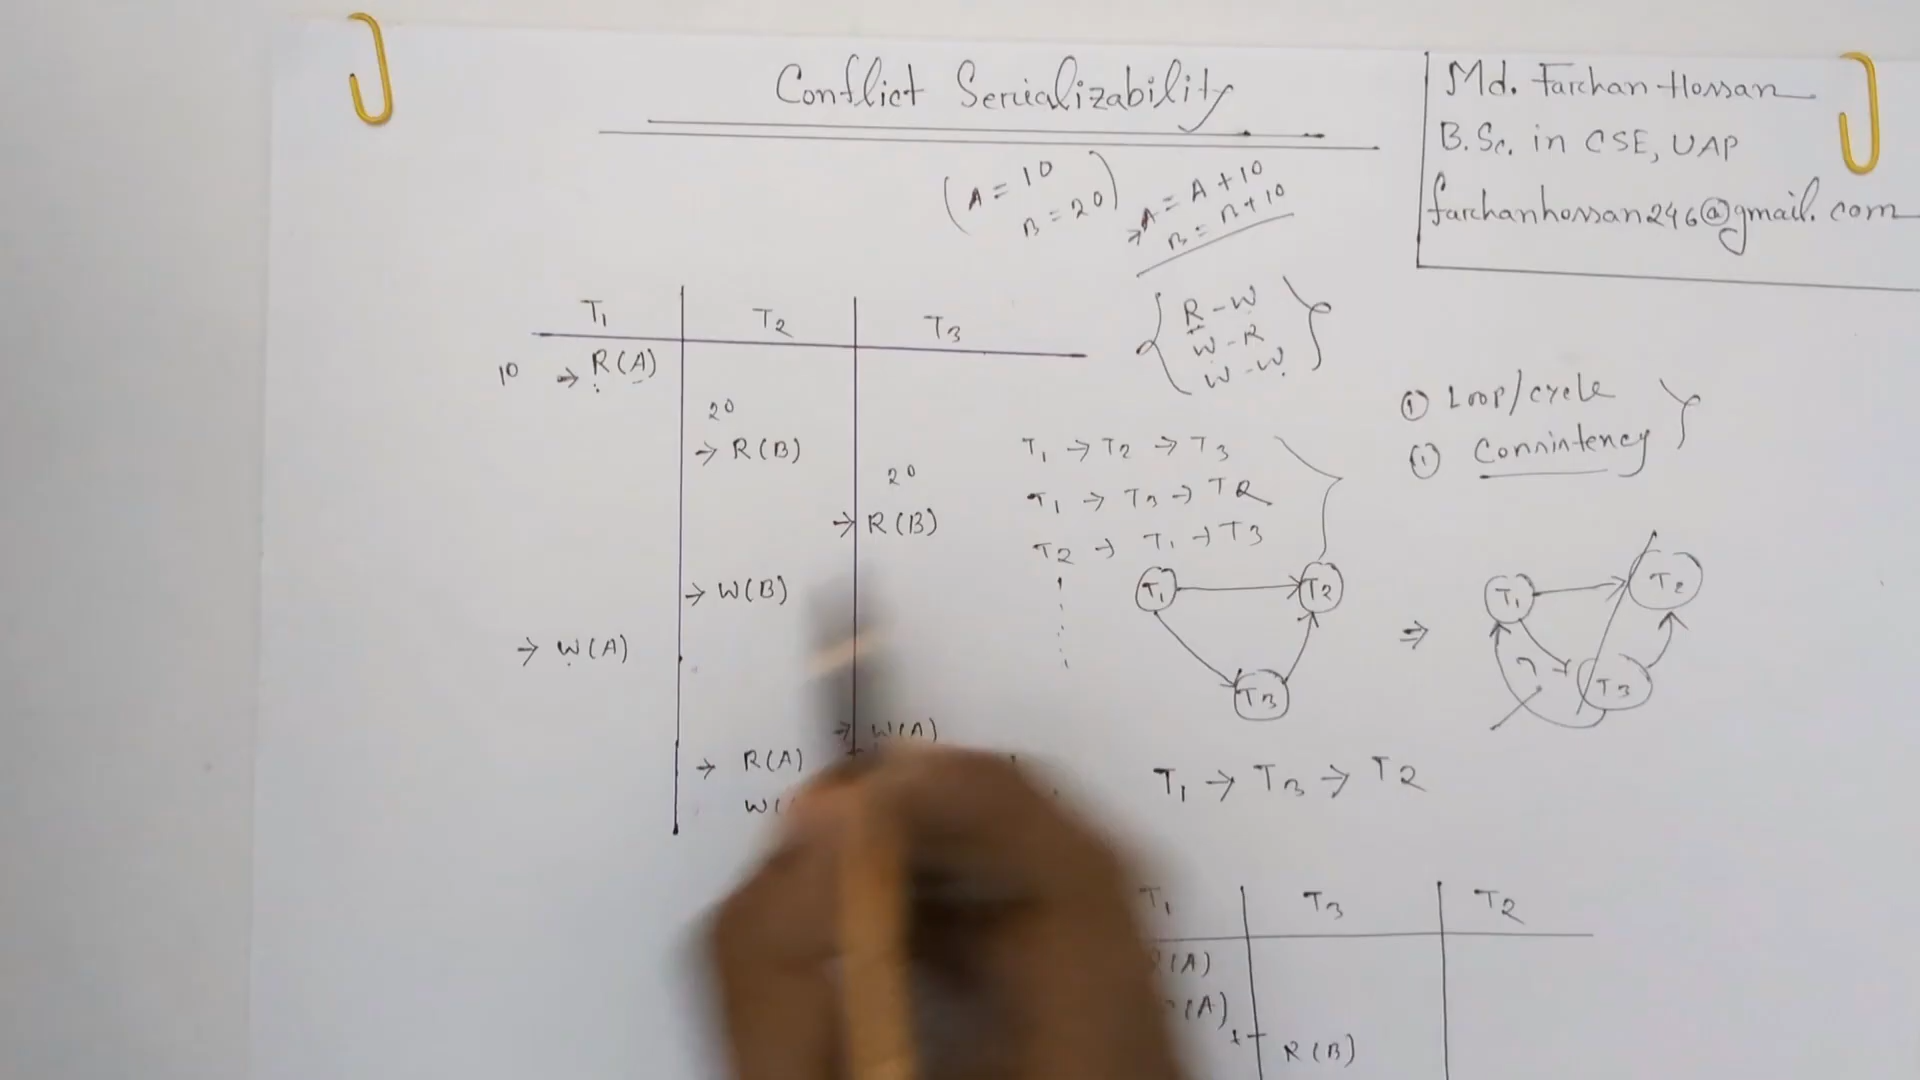 Conflict Serializability
Md. Farhan Hossan
B.Sc. in CSE, UAP
farhanhossan246@gmail.com
(A = 10
B = 20)
A = A + 10
B = B + 10
R - W
W - R
W - W
T1 T2 T3
10 → R(A)
20
→ R(B)
20
→ R(B)
→ W(B)
→ W(A)
→ W(A)
→ R(A)
W(
① Loop/cycle
① Consistency
T1 → T2 → T3
T1 → T3 → T2
T2 → T1 → T3
T1 T2
T3
⇒
T1 T2
T3
T1 → T3 → T2
T1 T3 T2
(A)
(A)
R(B)